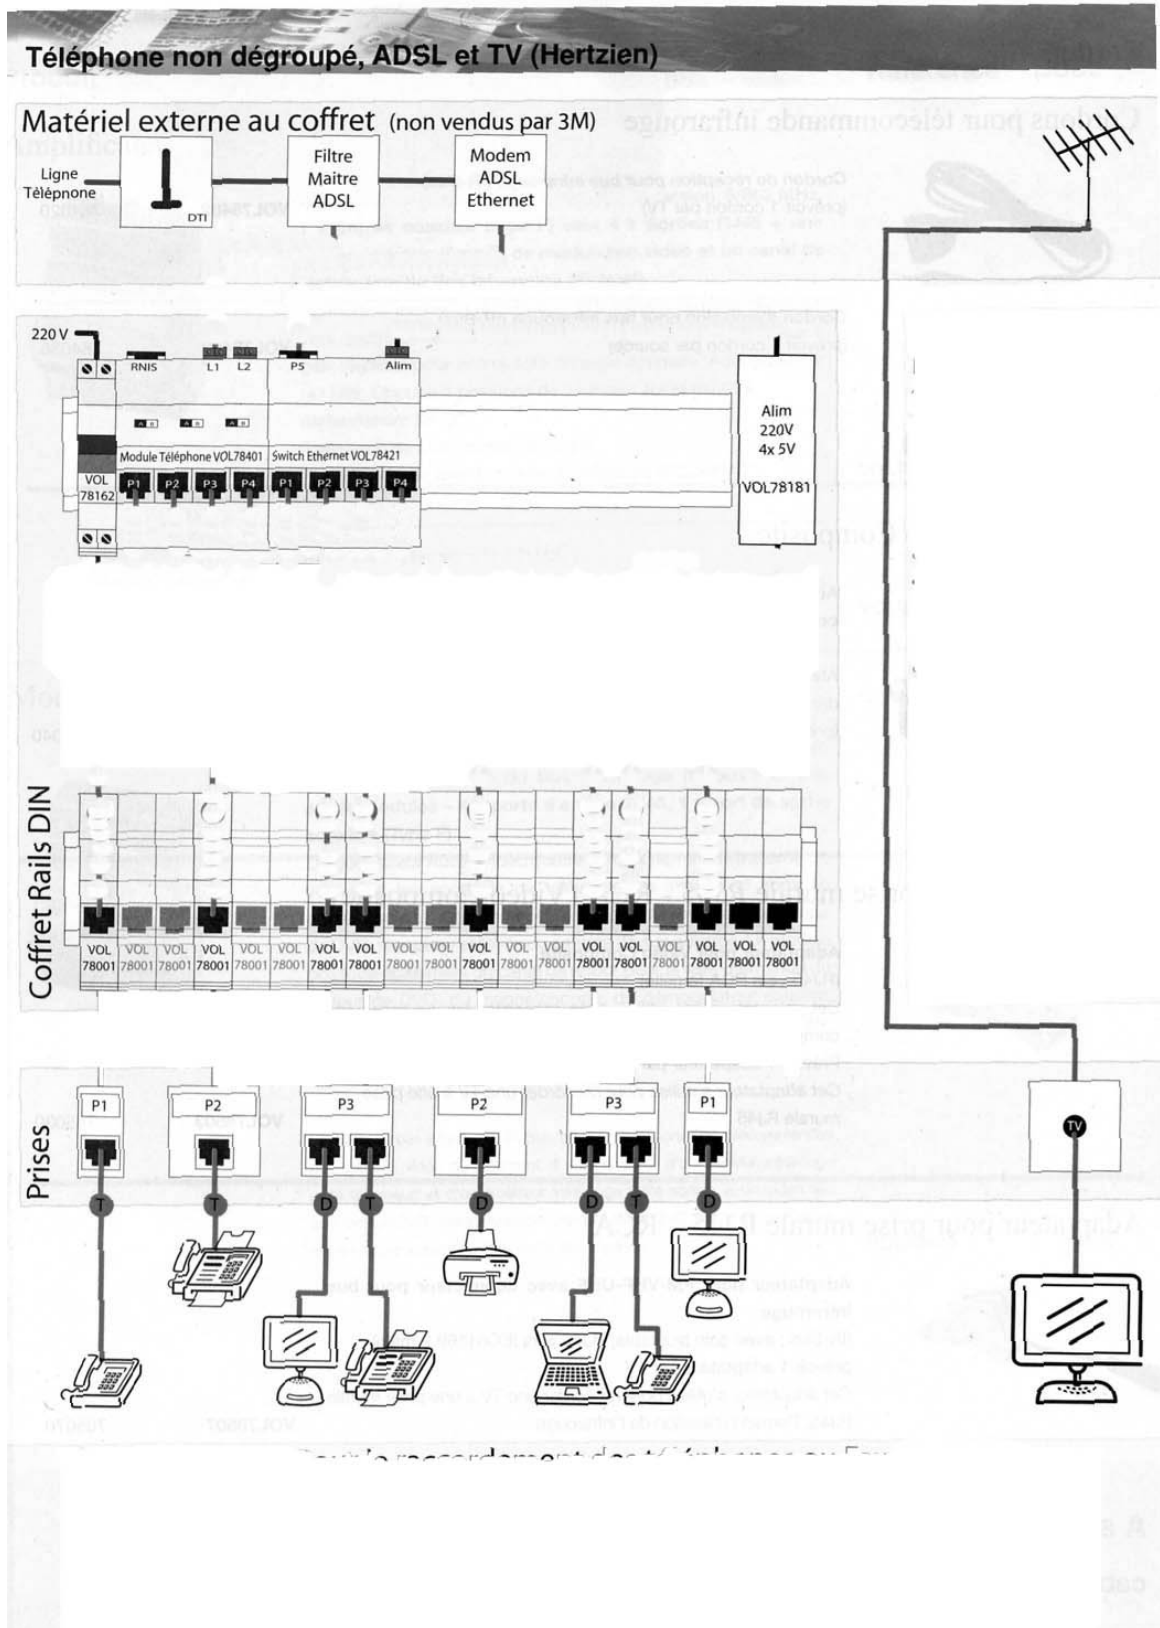 Téléphone non dégroupé, ADSL et TV (Hertzien)
Matériel externe au coffret (non vendus par 3M)
Ligne
Téléphone
DTI
Filtre
Maitre
ADSL
Modem
ADSL
Ethernet
220 V
RNIS
L1
L2
P5
Alim
A B
A B
A B
Module Téléphone VOL78401
Switch Ethernet VOL78421
VOL
78162
P1
P2
P3
P4
P1
P2
P3
P4
Alim
220V
4x 5V
VOL78181
Coffret Rails DIN
VOL VOL VOL VOL VOL VOL VOL VOL VOL VOL VOL VOL VOL VOL VOL VOL VOL VOL VOL
78001 78001 78001 78001 78001 78001 78001 78001 78001 78001 78001 78001 78001 78001 78001 78001 78001 78001 78001
Prises
P1
P2
P3
P2
P3
P1
TV
T
T
D
T
D
D
T
D